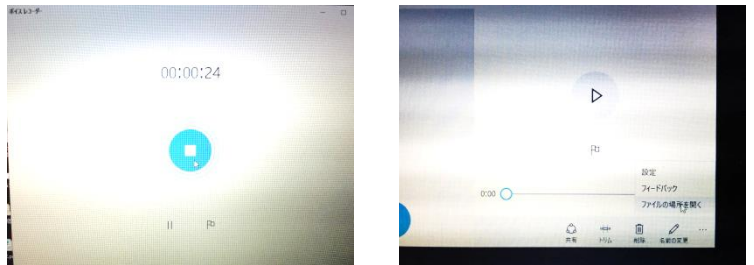 ボイス レコーダー
00:00:24
設定
フィードバック
ファイルの場所を開く
0:00
共有
トリム
削除
名前の変更